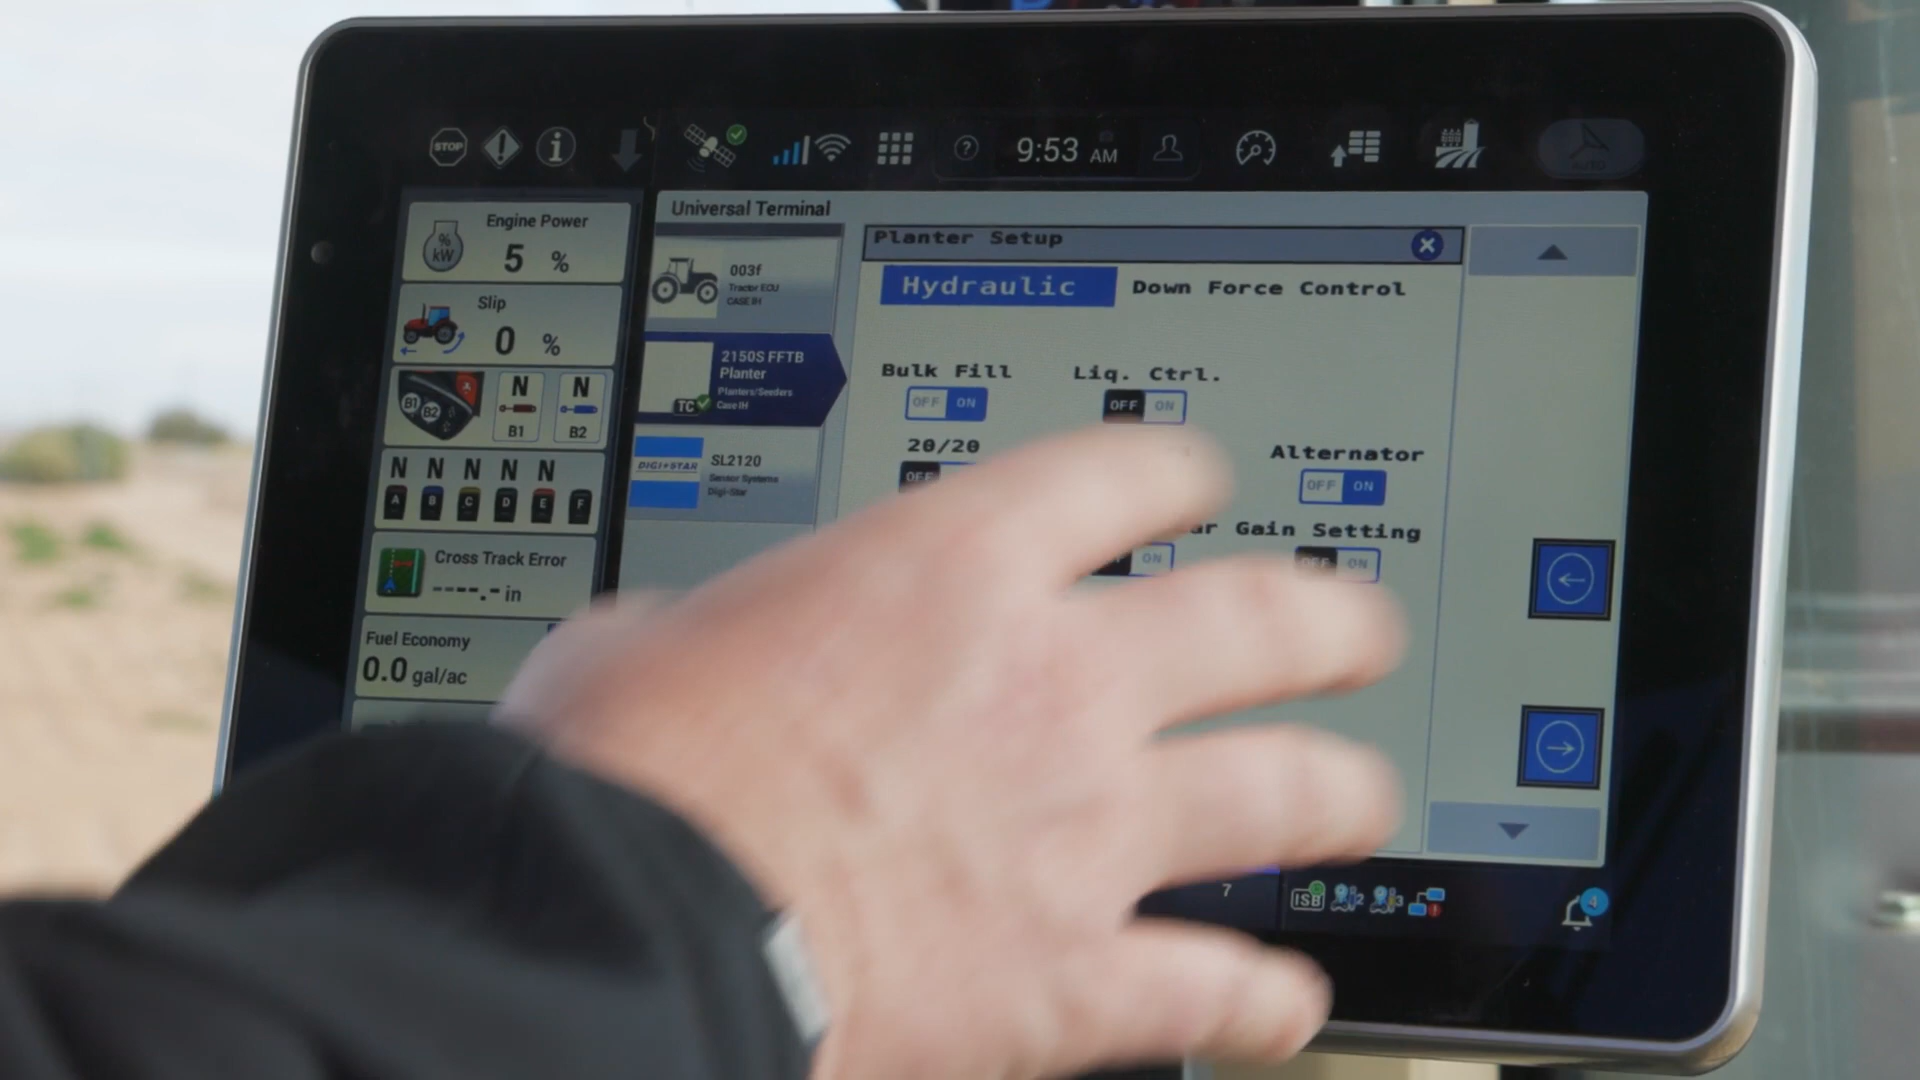 STOP
9:53 AM
Engine Power
5 %
% kW
Slip
0 %
B1 B2
N N
B1 B2
N N N N N
A B C D E F
Cross Track Error
----.- in
Fuel Economy
0.0 gal/ac
Universal Terminal
003f
Tractor ECU
CASE IH
2150S FFTB
Planter
Planters/Seeders
Case IH
TC
DIGI•STAR
SL2120
Sensor Systems
Digi-Star
Planter Setup
Hydraulic Down Force Control
Bulk Fill Liq. Ctrl.
OFF ON OFF ON
20/20 Alternator
OFF OFF ON
Gain Setting
ON OFF ON
7
ISB 2 3
4